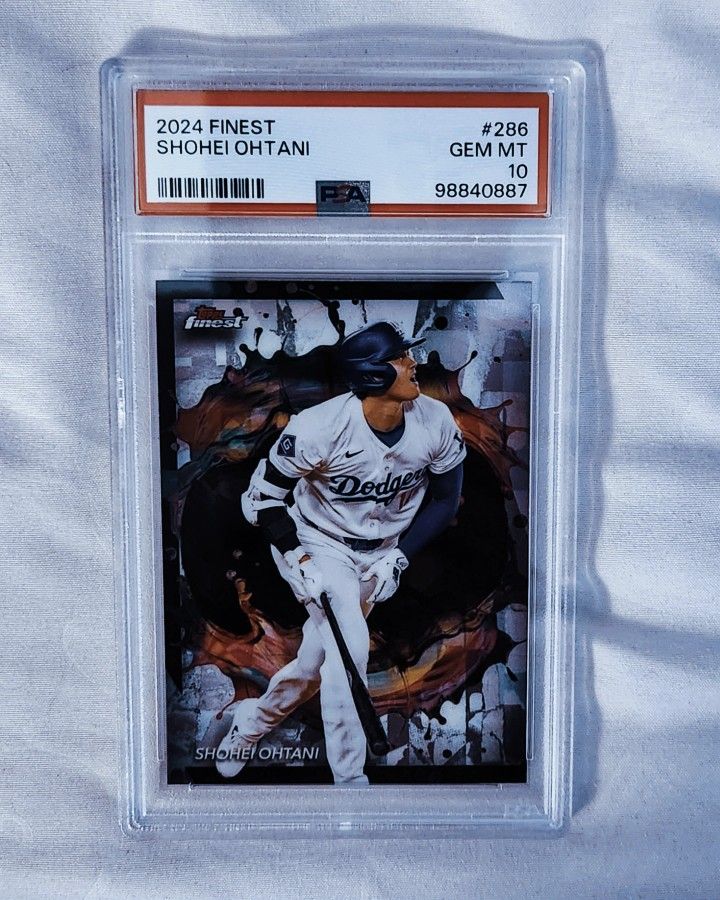 2024 FINEST #286
SHOHEI OHTANI GEM MT
10
98840887
PSA
TOPPS
finest
G
Dodgers
SHOHEI OHTANI